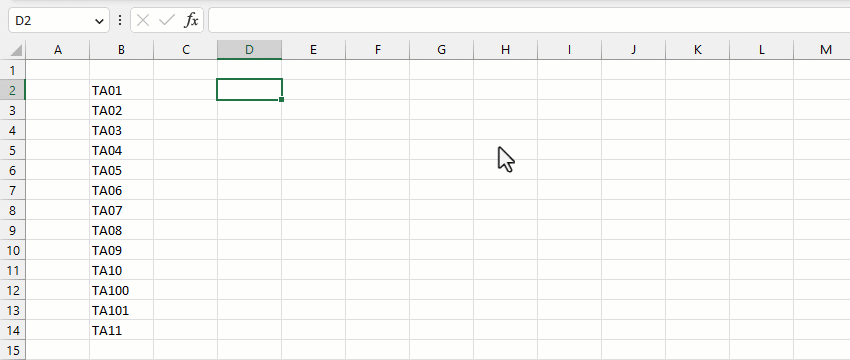 D2 fx
A B C D E F G H I J K L M
1
2 TA01
3 TA02
4 TA03
5 TA04
6 TA05
7 TA06
8 TA07
9 TA08
10 TA09
11 TA10
12 TA100
13 TA101
14 TA11
15